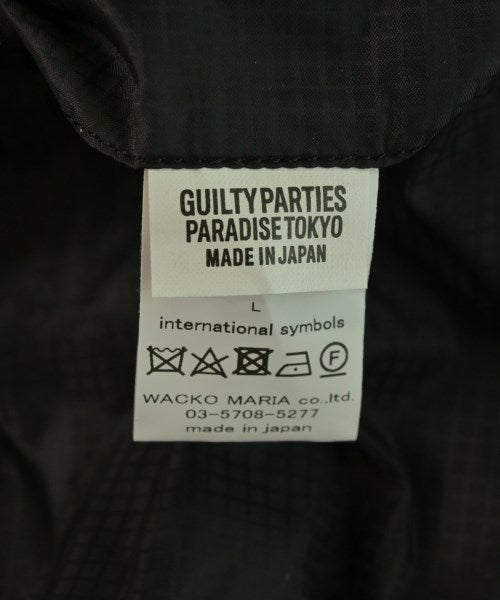 GUILTY PARTIES
PARADISE TOKYO
MADE IN JAPAN
L
international symbols
F
WACKO MARIA co.,ltd.
03-5708-5277
made in japan